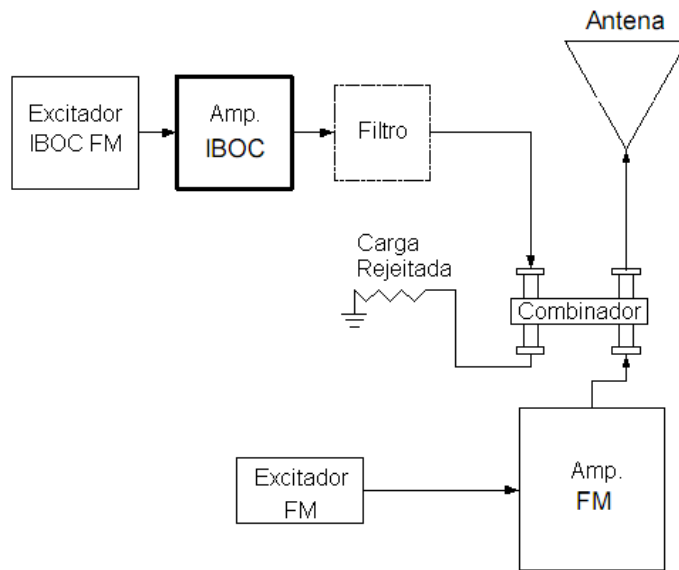 Antena
Excitador
IBOC FM
Amp.
IBOC
Filtro
Carga
Rejeitada
Combinador
Excitador
FM
Amp.
FM